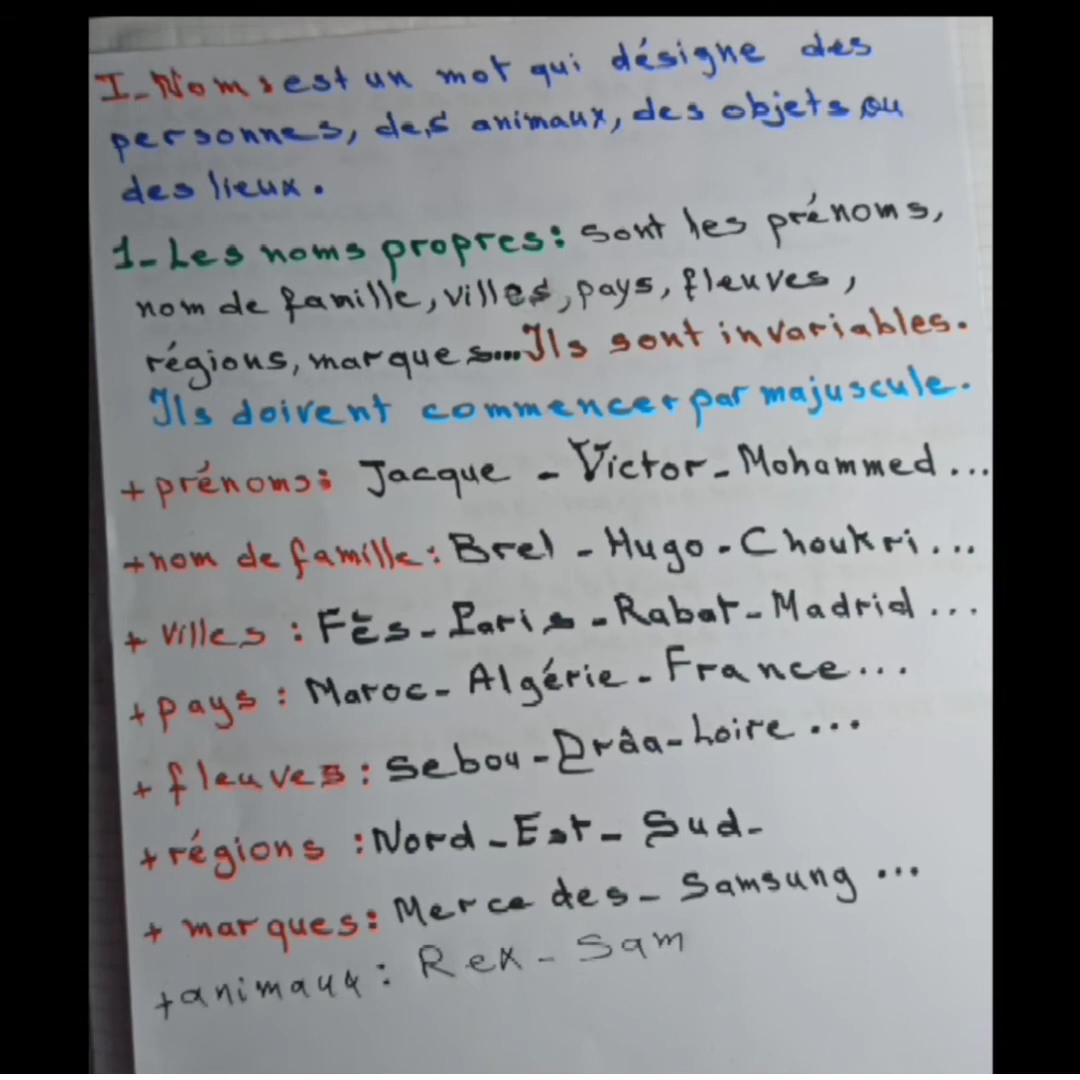 I-Nom : est un mot qui désigne des
personnes, des animaux, des objets ou
des lieux.
1-Les noms propres: sont les prénoms,
nom de famille, villes, pays, fleuves,
régions, marques...Ils sont invariables.
Ils doivent commencer par majuscule.
+ prénoms: Jacque - Victor - Mohammed ...
+nom de famille: Brel - Hugo - Choukri ...
+ villes : Fès - Paris - Rabat - Madrid ...
+ pays : Maroc - Algérie - France ...
+ fleuves : Sebou - Drâa - Loire ...
+ régions : Nord - Est - Sud -
+ marques: Mercedes - Samsung ...
+animaux : Rex - Sam